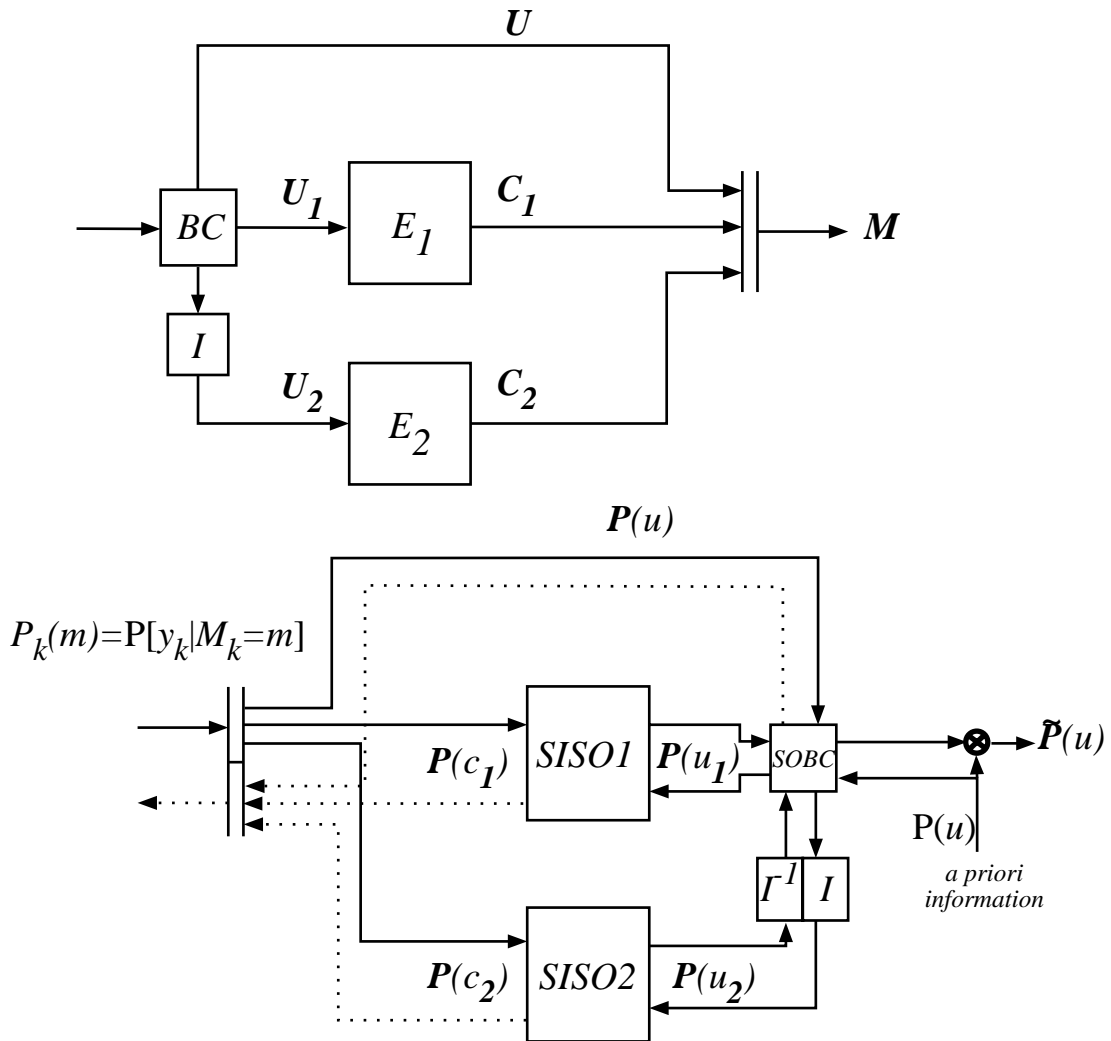 U
BC
U1
E1
C1
M
I
U2
E2
C2
P(u)
Pk(m)=P[yk|Mk=m]
P(c1)
SISO1
P(u1)
SOBC
P̃(u)
P(u)
a priori
information
I-1
I
P(c2)
SISO2
P(u2)